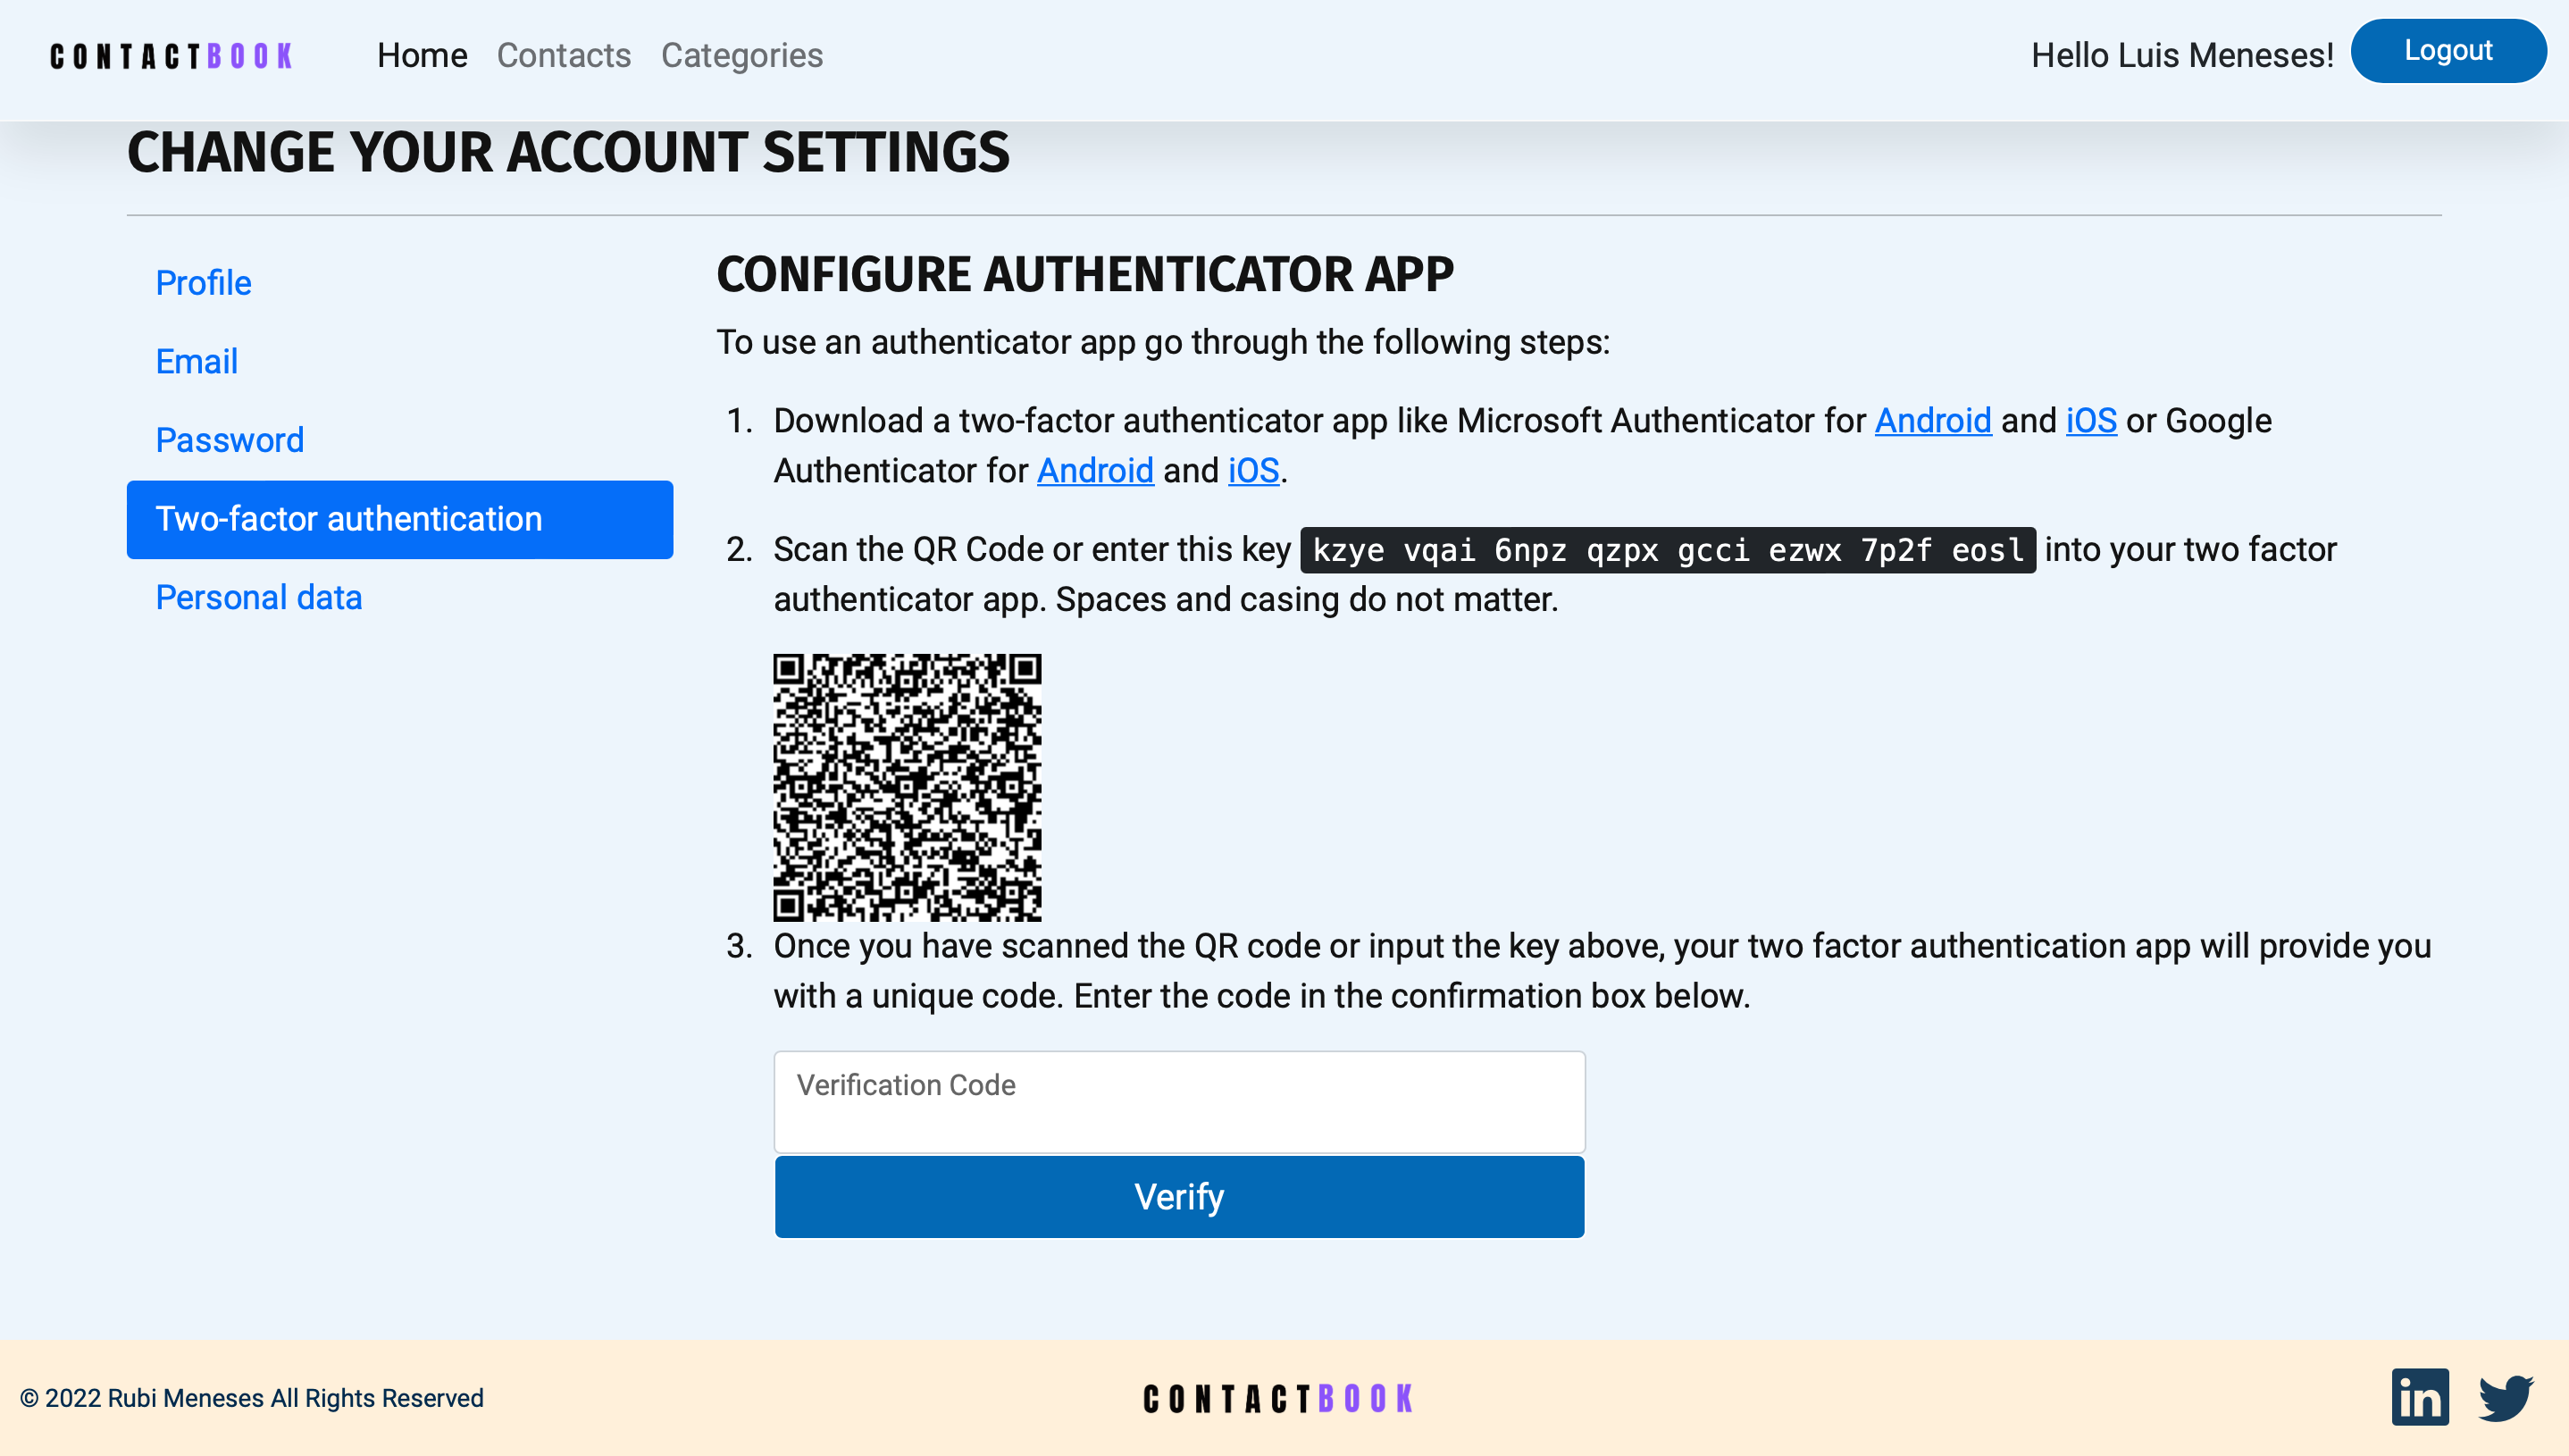 CONTACTBOOK
Home Contacts Categories
Hello Luis Meneses!
Logout
CHANGE YOUR ACCOUNT SETTINGS
Profile
Email
Password
Two-factor authentication
Personal data
CONFIGURE AUTHENTICATOR APP
To use an authenticator app go through the following steps:
1. Download a two-factor authenticator app like Microsoft Authenticator for Android and iOS or Google
Authenticator for Android and iOS.
2. Scan the QR Code or enter this key kzye vqai 6npz qzpx gcci ezwx 7p2f eosl into your two factor
authenticator app. Spaces and casing do not matter.
3. Once you have scanned the QR code or input the key above, your two factor authentication app will provide you
with a unique code. Enter the code in the confirmation box below.
Verification Code
Verify
© 2022 Rubi Meneses All Rights Reserved
CONTACTBOOK
in